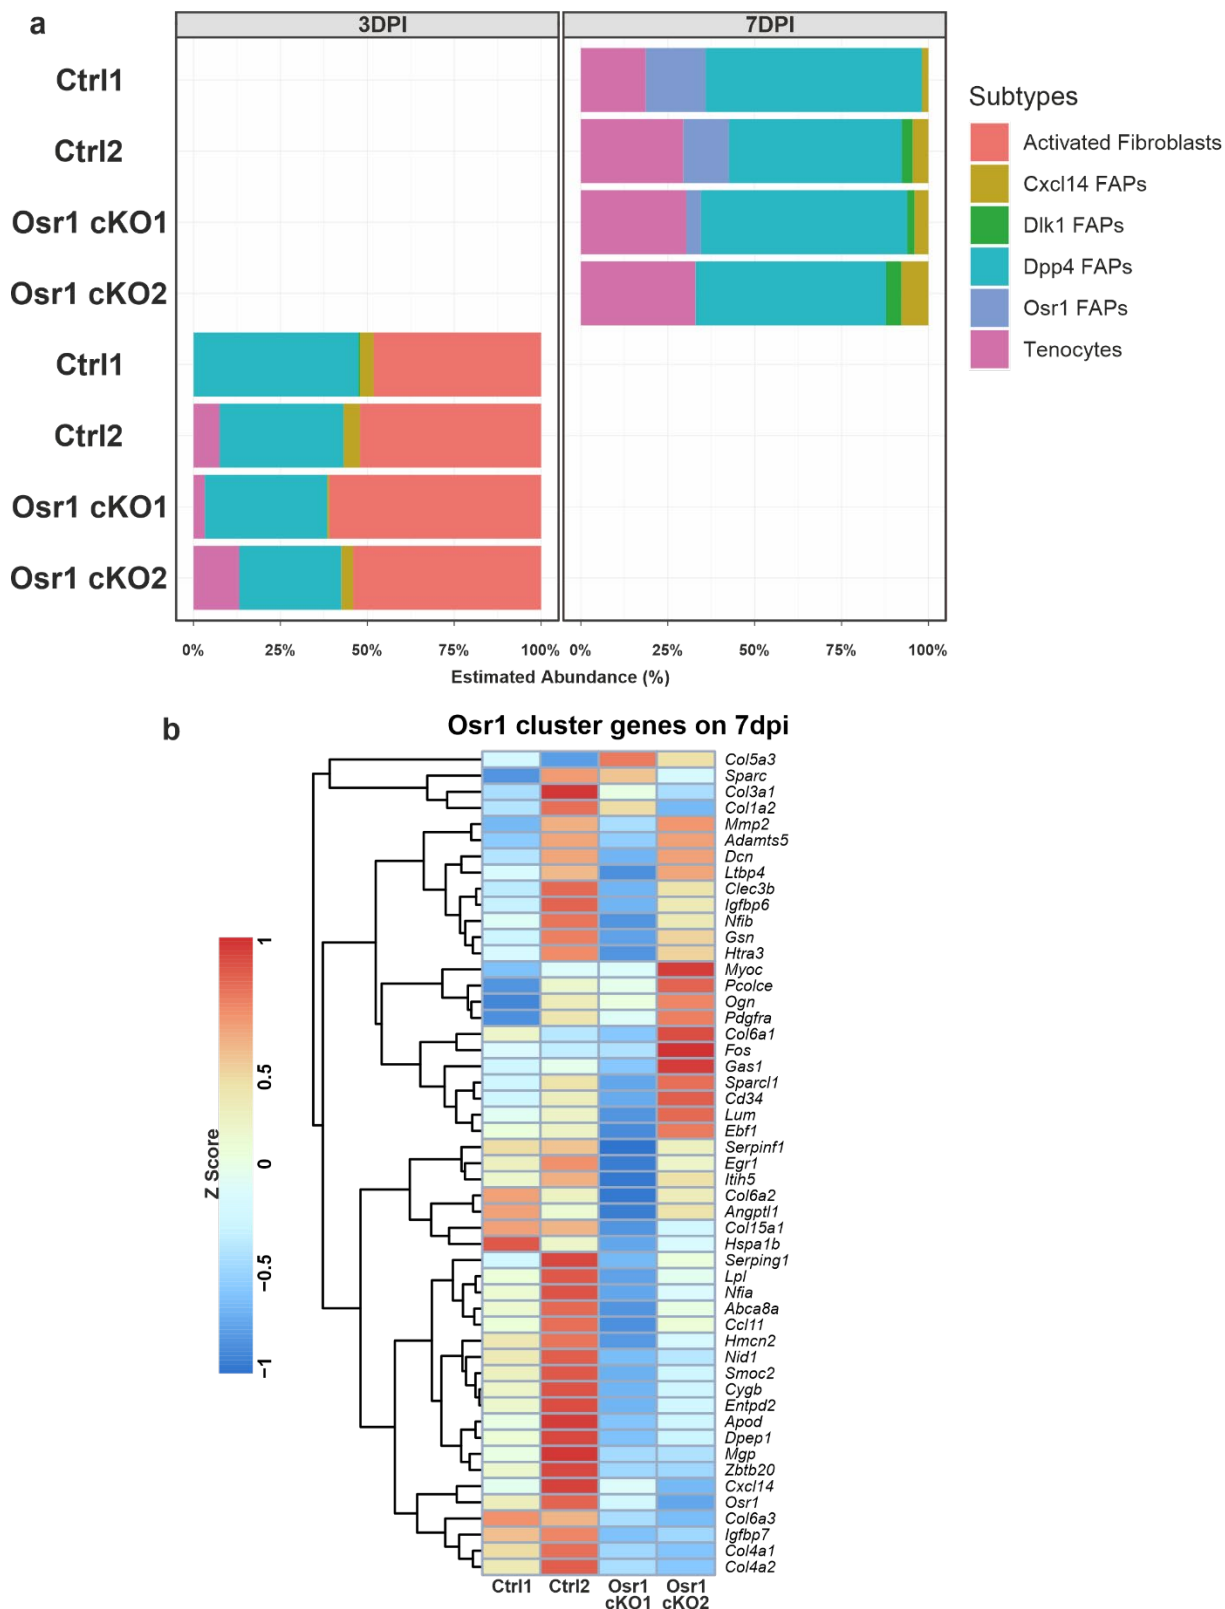 a
3DPI
7DPI
Ctrl1
Ctrl2
Osr1 cKO1
Osr1 cKO2
Ctrl1
Ctrl2
Osr1 cKO1
Osr1 cKO2
0% 25% 50% 75% 100%
0% 25% 50% 75% 100%
Estimated Abundance (%)
Subtypes
Activated Fibroblasts
Cxcl14 FAPs
Dlk1 FAPs
Dpp4 FAPs
Osr1 FAPs
Tenocytes
b
Osr1 cluster genes on 7dpi
Z Score
1
0.5
0
−0.5
−1
Col5a3
Sparc
Col3a1
Col1a2
Mmp2
Adamts5
Dcn
Ltbp4
Clec3b
Igfbp6
Nfib
Gsn
Htra3
Myoc
Pcolce
Ogn
Pdgfra
Col6a1
Fos
Gas1
Sparcl1
Cd34
Lum
Ebf1
Serpinf1
Egr1
Itih5
Col6a2
Angptl1
Col15a1
Hspa1b
Serping1
Lpl
Nfia
Abca8a
Ccl11
Hmcn2
Nid1
Smoc2
Cygb
Entpd2
Apod
Dpep1
Mgp
Zbtb20
Cxcl14
Osr1
Col6a3
Igfbp7
Col4a1
Col4a2
Ctrl1 Ctrl2 Osr1 Osr1
cKO1 cKO2